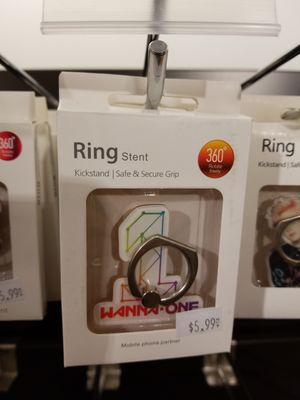 Ring Stent
Kickstand | Safe & Secure Grip
360°
Rotate
Freely
WANNA·ONE
$5.99
Mobile phone partner
360°
$5.99
Ring
Kickstand | Sa